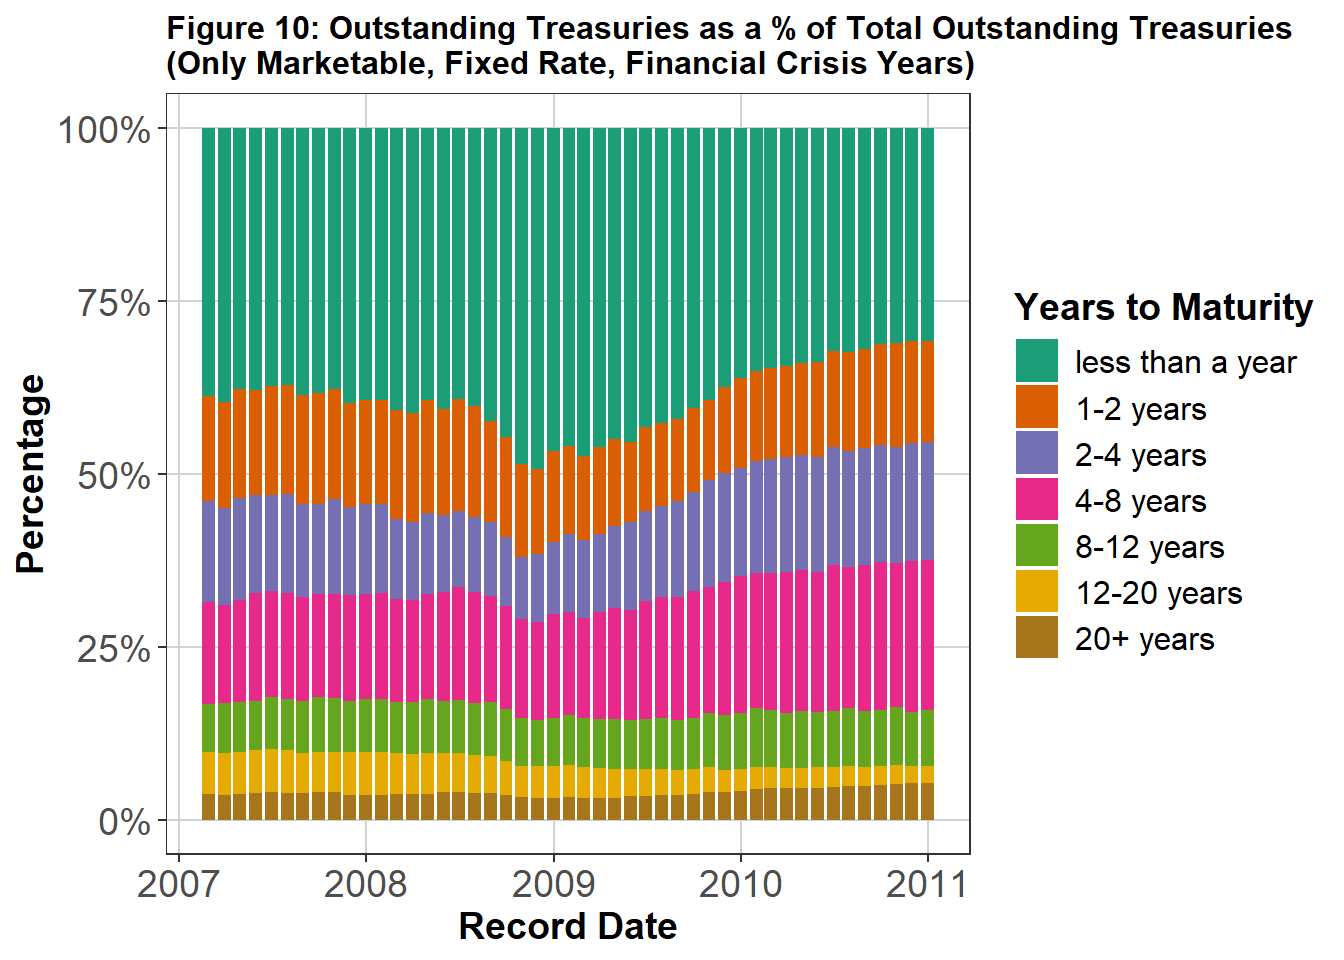 Figure 10: Outstanding Treasuries as a % of Total Outstanding Treasuries
(Only Marketable, Fixed Rate, Financial Crisis Years)
100%
75%
50%
25%
0%
Percentage
2007 2008 2009 2010 2011
Record Date
Years to Maturity
less than a year
1-2 years
2-4 years
4-8 years
8-12 years
12-20 years
20+ years